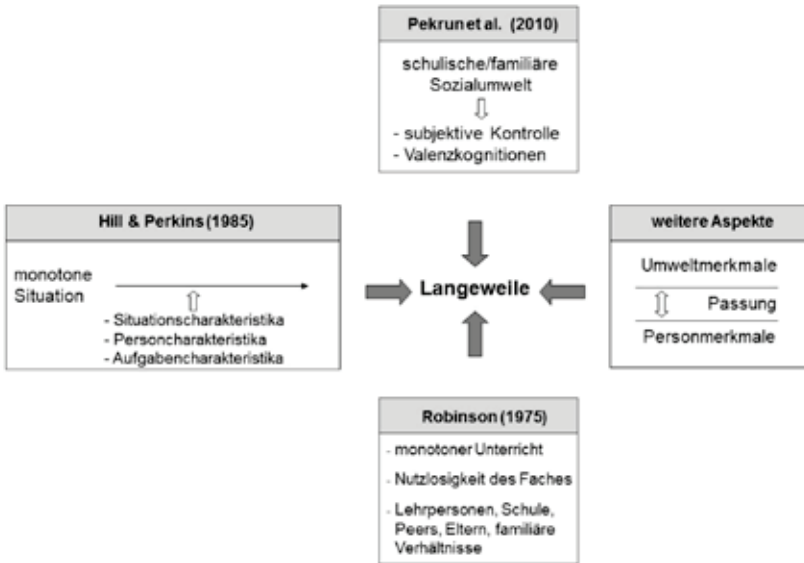 Pekrun et al. (2010)
schulische/familiäre
Sozialumwelt
- subjektive Kontrolle
- Valenzkognitionen
Hill & Perkins (1985)
monotone
Situation
- Situationscharakteristika
- Personcharakteristika
- Aufgabencharakteristika
Langeweile
weitere Aspekte
Umweltmerkmale
Passung
Personmerkmale
Robinson (1975)
- monotoner Unterricht
- Nutzlosigkeit des Faches
- Lehrpersonen, Schule,
Peers, Eltern, familiäre
Verhältnisse